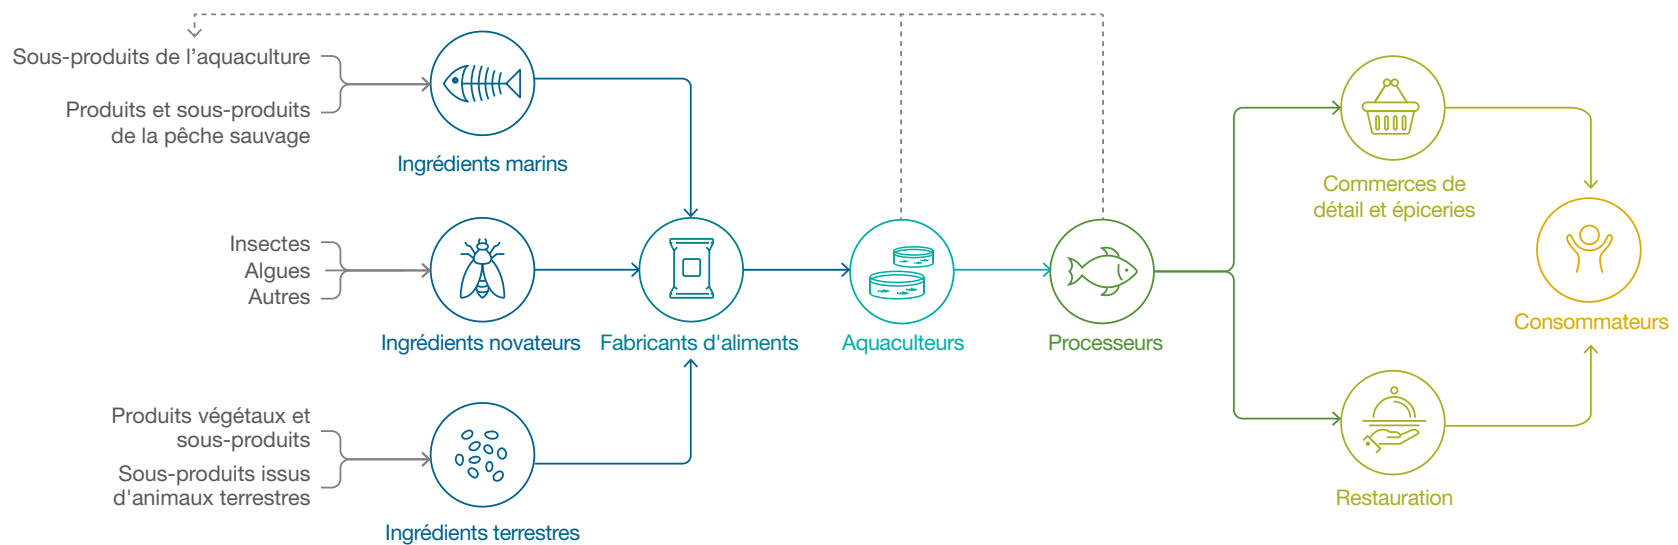 Sous-produits de l’aquaculture
Produits et sous-produits
de la pêche sauvage
Ingrédients marins
Insectes
Algues
Autres
Ingrédients novateurs
Fabricants d'aliments
Aquaculteurs
Processeurs
Commerces de
détail et épiceries
Consommateurs
Produits végétaux et
sous-produits
Sous-produits issus
d'animaux terrestres
Ingrédients terrestres
Restauration